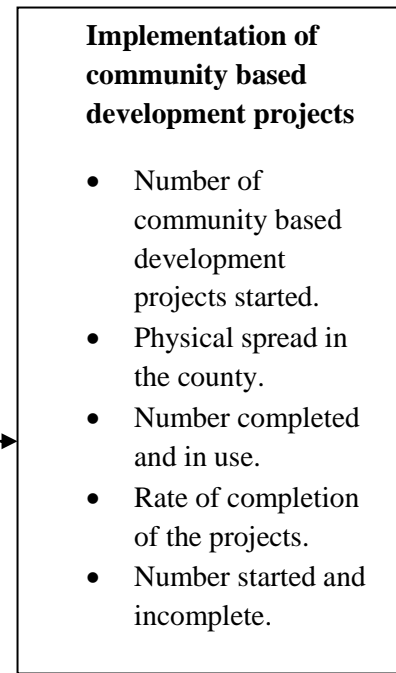 Implementation of
community based
development projects
• Number of
community based
development
projects started.
• Physical spread in
the county.
• Number completed
and in use.
• Rate of completion
of the projects.
• Number started and
incomplete.